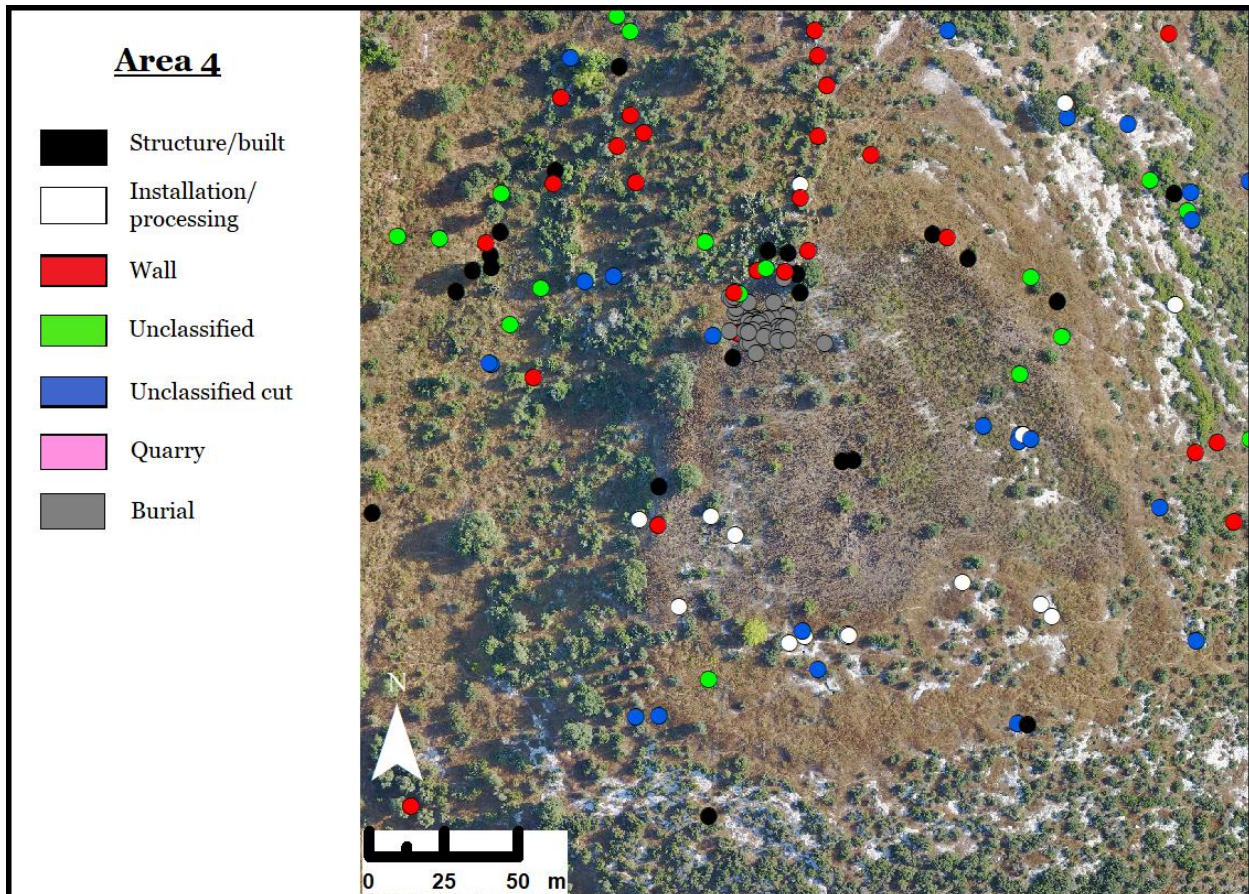 Area 4
Structure/built
Installation/
processing
Wall
Unclassified
Unclassified cut
Quarry
Burial
N
0 25 50 m